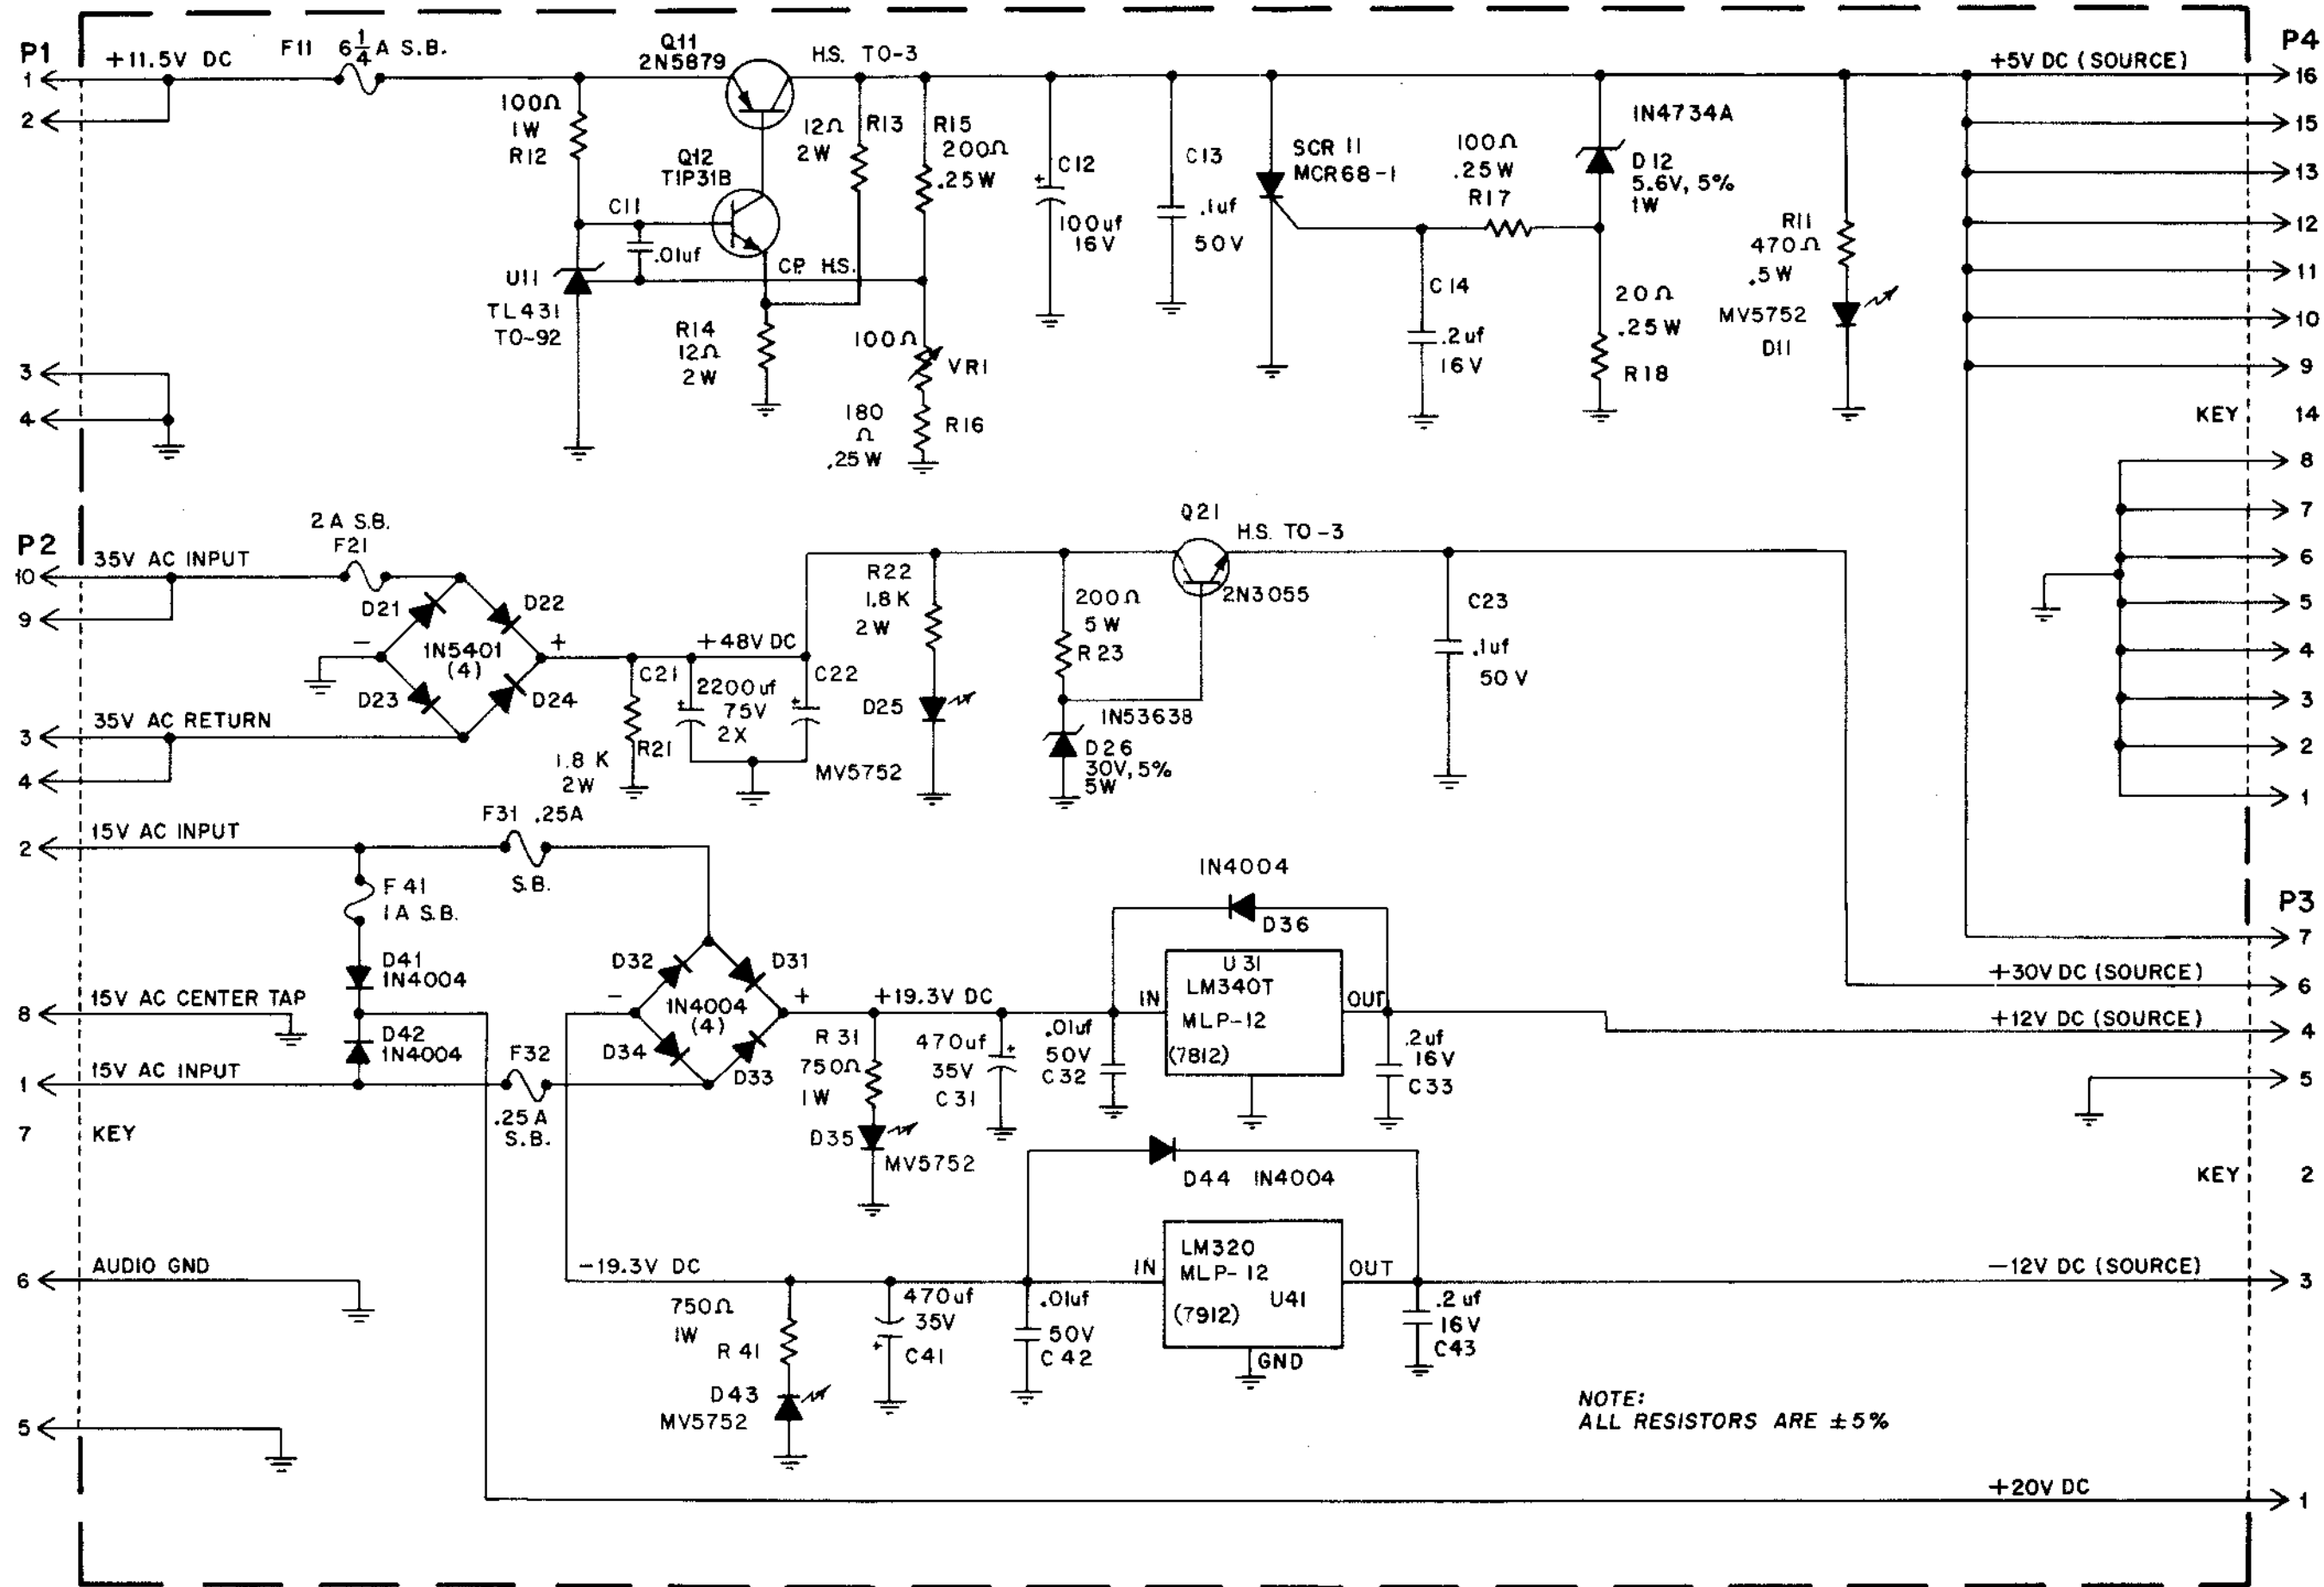 P1
1
2
3
4
+11.5V DC
F11 6 1/4 A S.B.
Q11
2N5879
H.S. TO-3
100Ω
1W
R12
Q12
TIP31B
C11
.01uf
U11
TL431
TO-92
12Ω
2W
R13
R15
200Ω
.25W
C.P. H.S.
R14
12Ω
2W
100Ω
VR1
180
Ω
.25W
R16
C12
100uf
16V
C13
.1uf
50V
SCR 11
MCR68-1
100Ω
.25W
R17
C14
.2uf
16V
1N4734A
D12
5.6V, 5%
1W
20Ω
.25W
R18
R11
470Ω
.5W
MV5752
D11
+5V DC (SOURCE)
P4
16
15
13
12
11
10
9
KEY 14
8
7
6
5
4
3
2
1
P2
10
9
3
4
35V AC INPUT
2A S.B.
F21
D21
D22
1N5401
(4)
D23
D24
-
+
35V AC RETURN
+48V DC
C21
2200uf
75V
2X
C22
R21
1.8K
2W
R22
1.8K
2W
D25
MV5752
200Ω
5W
R23
1N53638
D26
30V, 5%
5W
Q21
H.S. TO-3
2N3055
C23
.1uf
50V
2
15V AC INPUT
F31 .25A
S.B.
F41
1A S.B.
D41
1N4004
8
15V AC CENTER TAP
D42
1N4004
1
15V AC INPUT
F32
.25A
S.B.
7 KEY
D32
D31
1N4004
(4)
D34
D33
-
+
+19.3V DC
R31
750Ω
1W
D35
MV5752
470uf
35V
C31
.01uf
50V
C32
1N4004
D36
IN
U31
LM340T
MLP-12
(7812)
OUT
.2uf
16V
C33
P3
7
+30V DC (SOURCE)
6
+12V DC (SOURCE)
4
5
KEY 2
D44 1N4004
6
AUDIO GND
-19.3V DC
750Ω
1W
R41
D43
MV5752
470uf
35V
C41
.01uf
50V
C42
IN
LM320
MLP-12
U41
(7912)
OUT
GND
.2uf
16V
C43
-12V DC (SOURCE)
3
5
NOTE:
ALL RESISTORS ARE ±5%
+20V DC
1